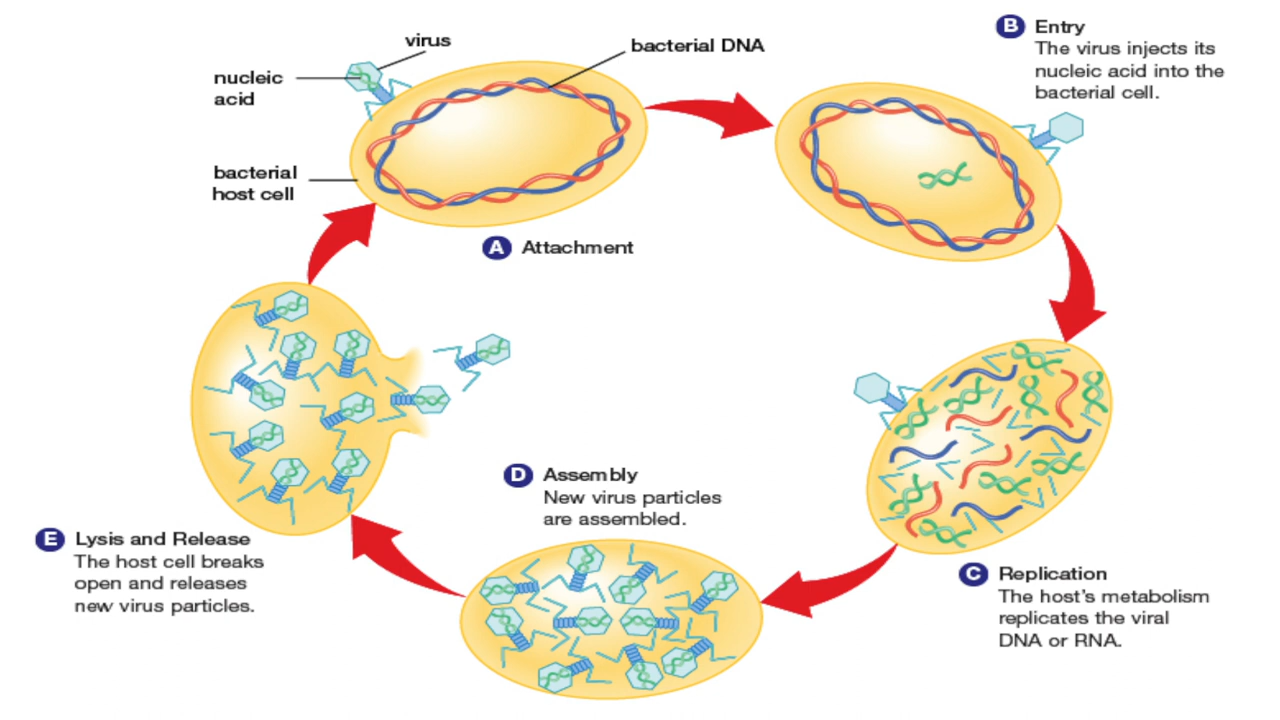 virus
bacterial DNA
nucleic
acid
bacterial
host cell
A Attachment
B Entry
The virus injects its
nucleic acid into the
bacterial cell.
C Replication
The host's metabolism
replicates the viral
DNA or RNA.
D Assembly
New virus particles
are assembled.
E Lysis and Release
The host cell breaks
open and releases
new virus particles.